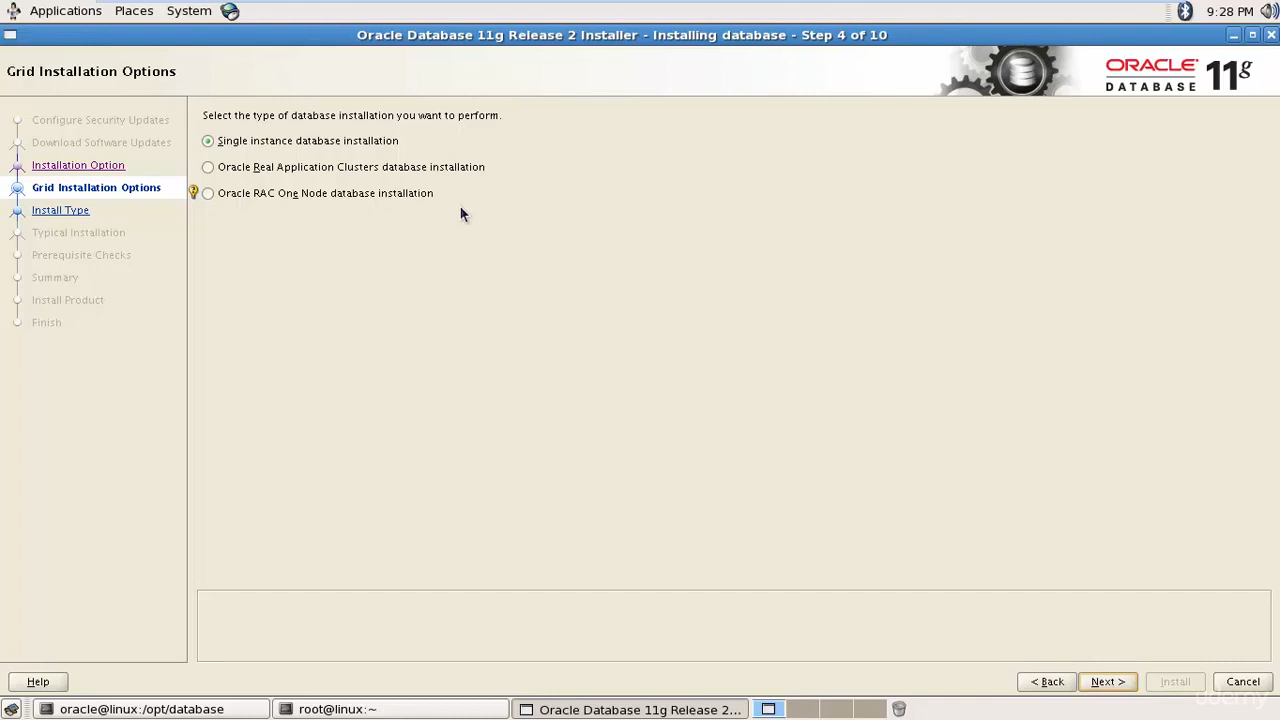 Applications Places System 9:28 PM
Oracle Database 11g Release 2 Installer - Installing database - Step 4 of 10
Grid Installation Options
ORACLE
DATABASE 11g
Configure Security Updates
Download Software Updates
Installation Option
Grid Installation Options
Install Type
Typical Installation
Prerequisite Checks
Summary
Install Product
Finish
Select the type of database installation you want to perform.
Single instance database installation
Oracle Real Application Clusters database installation
Oracle RAC One Node database installation
Help < Back Next > Install Cancel
udemy
oracle@linux:/opt/database root@linux:~ Oracle Database 11g Release 2...